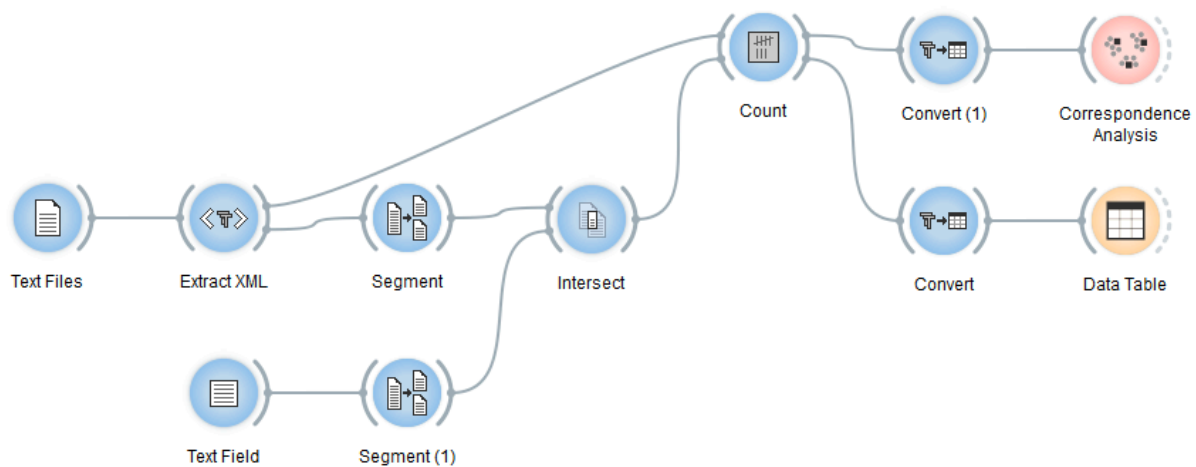 Count
Convert (1)
Correspondence
Analysis
Text Files
Extract XML
Segment
Intersect
Convert
Data Table
Text Field
Segment (1)